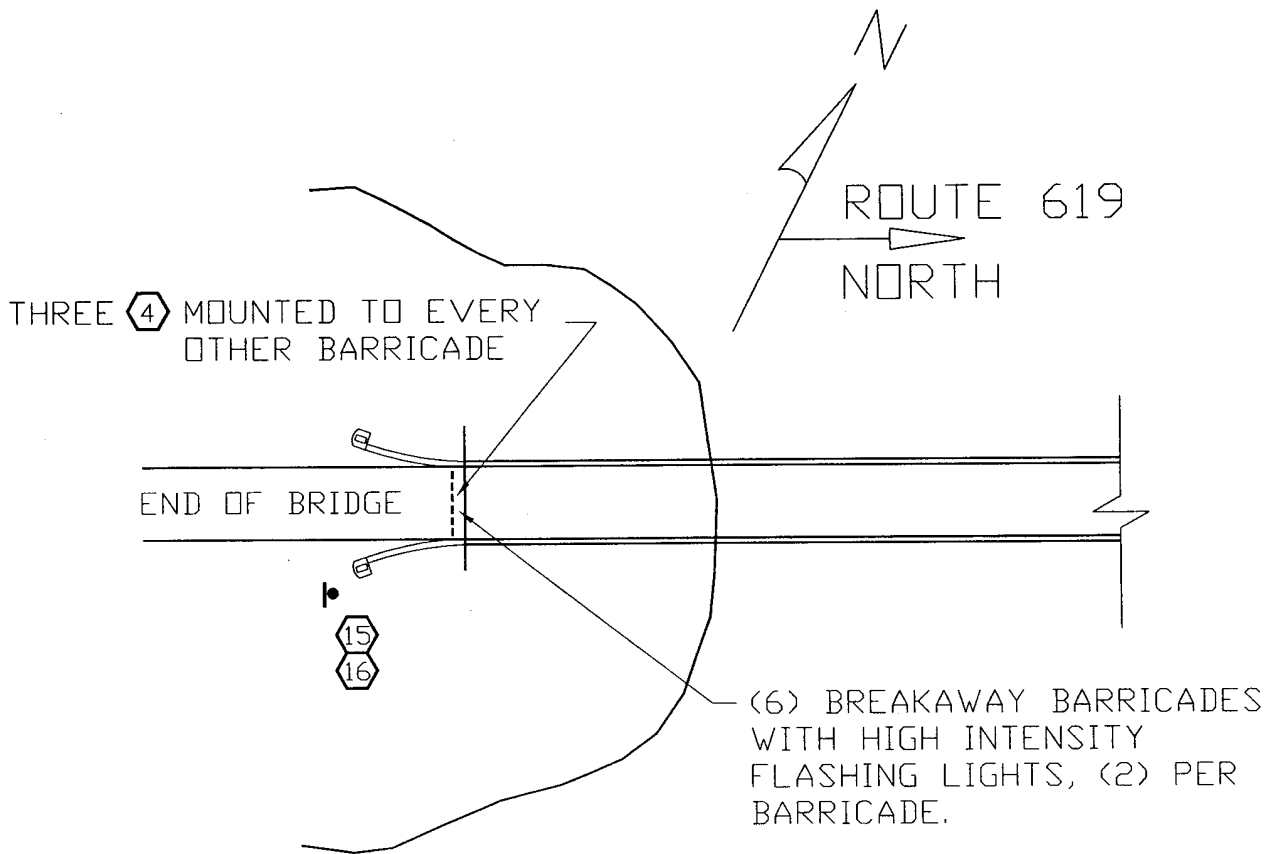 N
ROUTE 619
NORTH
THREE 4 MOUNTED TO EVERY
OTHER BARRICADE
END OF BRIDGE
15
16
(6) BREAKAWAY BARRICADES
WITH HIGH INTENSITY
FLASHING LIGHTS, (2) PER
BARRICADE.